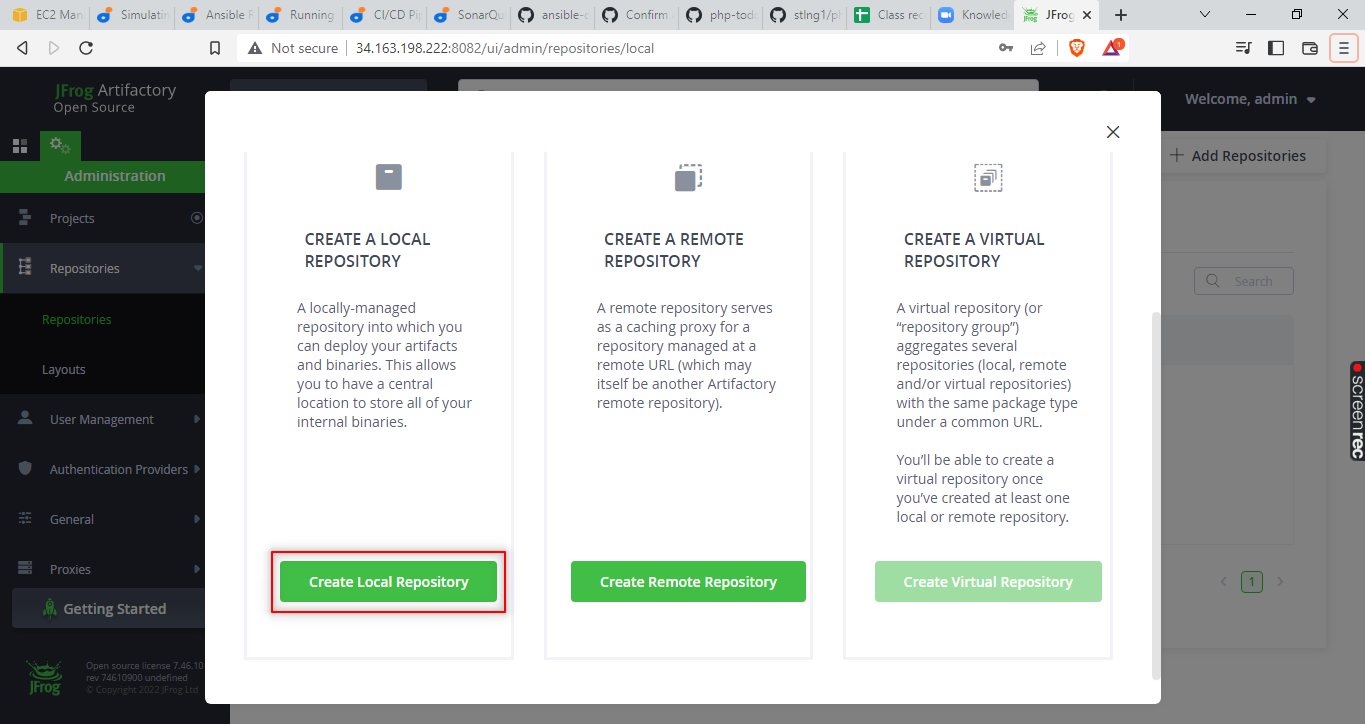 EC2 Man
Simulatin
Ansible R
Running
CI/CD Pip
SonarQu
ansible-c
Confirm
php-toda
stlng1/pl
Class rec
Knowled
JFrog
Not secure
34.163.198.222:8082/ui/admin/repositories/local
1
JFrog Artifactory
Open Source
Welcome, admin
Administration
Add Repositories
Projects
Repositories
Repositories
Layouts
User Management
Authentication Providers
General
Proxies
Getting Started
JFrog
Open source license 7.46.10
rev 74610900 undefined
© Copyright 2022 JFrog Ltd
CREATE A LOCAL
REPOSITORY
A locally-managed
repository into which you
can deploy your artifacts
and binaries. This allows
you to have a central
location to store all of your
internal binaries.
Create Local Repository
CREATE A REMOTE
REPOSITORY
A remote repository serves
as a caching proxy for a
repository managed at a
remote URL (which may
itself be another Artifactory
remote repository).
Create Remote Repository
CREATE A VIRTUAL
REPOSITORY
A virtual repository (or
“repository group”)
aggregates several
repositories (local, remote
and/or virtual repositories)
with the same package type
under a common URL.
You’ll be able to create a
virtual repository once
you’ve created at least one
local or remote repository.
Create Virtual Repository
Search
1
screenrec